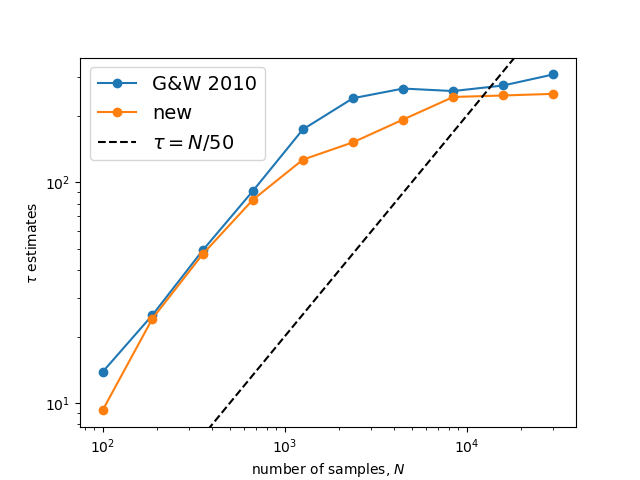 G&W 2010
new
τ = N/50
10²
10¹
τ estimates
10²
10³
10⁴
number of samples, N